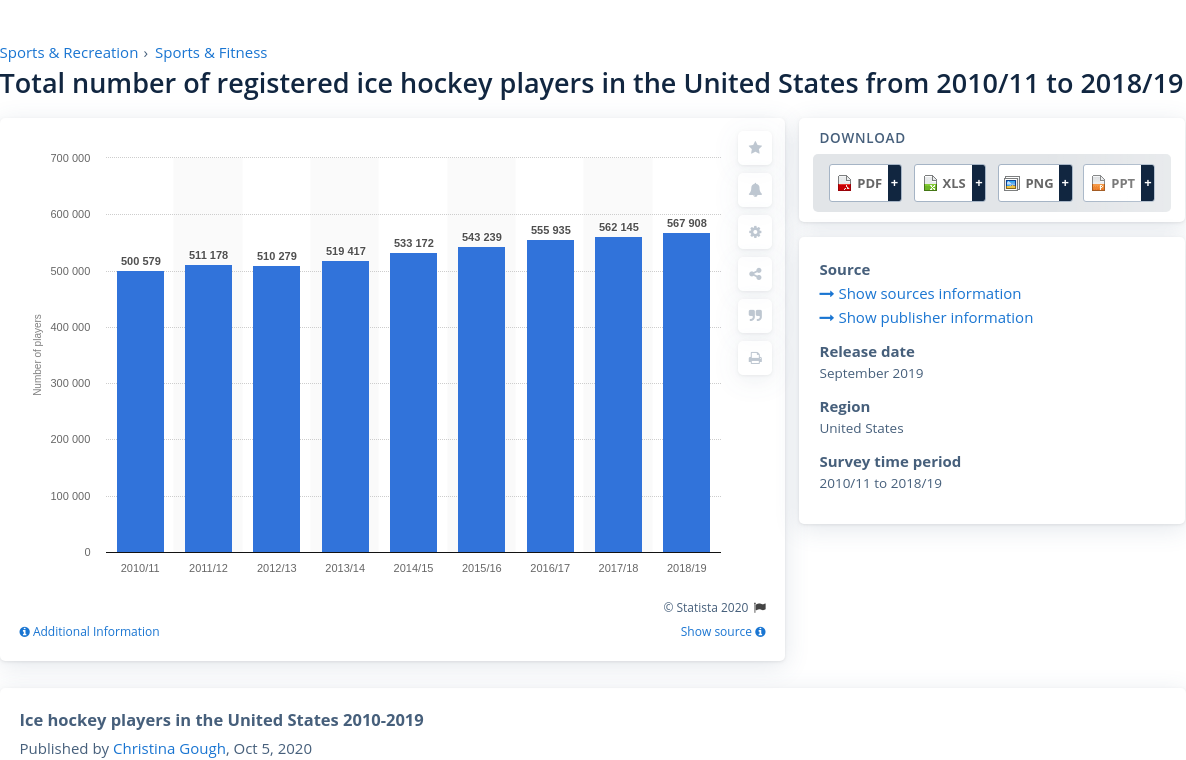 Sports & Recreation › Sports & Fitness
Total number of registered ice hockey players in the United States from 2010/11 to 2018/19
700 000
600 000
500 000
400 000
300 000
200 000
100 000
0
Number of players
500 579
511 178
510 279
519 417
533 172
543 239
555 935
562 145
567 908
2010/11
2011/12
2012/13
2013/14
2014/15
2015/16
2016/17
2017/18
2018/19
© Statista 2020
Additional Information
Show source
DOWNLOAD
PDF +
XLS +
PNG +
PPT +
Source
Show sources information
Show publisher information
Release date
September 2019
Region
United States
Survey time period
2010/11 to 2018/19
Ice hockey players in the United States 2010-2019
Published by Christina Gough, Oct 5, 2020